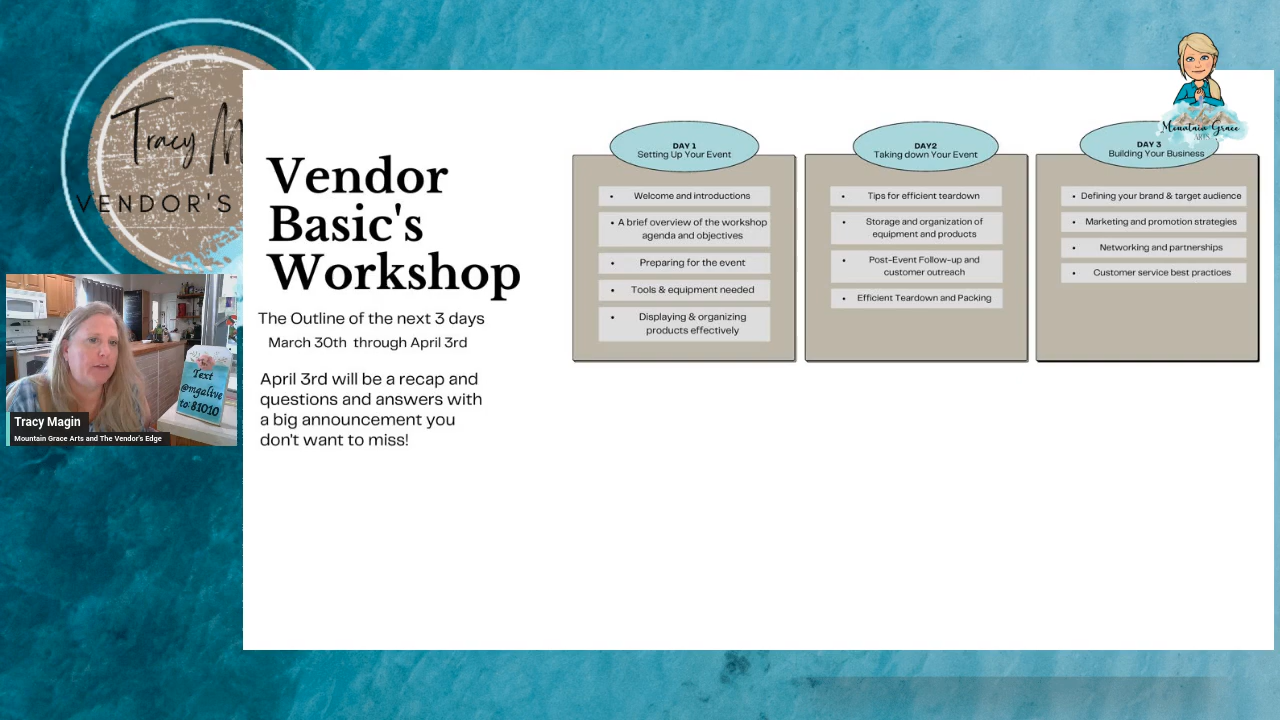 Tracy M
VENDOR'S
Mountain Grace
ARTS
Vendor
Basic's
Workshop
The Outline of the next 3 days
March 30th through April 3rd
April 3rd will be a recap and
questions and answers with
a big announcement you
don't want to miss!
DAY 1
Setting Up Your Event
• Welcome and introductions
• A brief overview of the workshop
agenda and objectives
• Preparing for the event
• Tools & equipment needed
• Displaying & organizing
products effectively
DAY2
Taking down Your Event
• Tips for efficient teardown
• Storage and organization of
equipment and products
• Post-Event Follow-up and
customer outreach
• Efficient Teardown and Packing
DAY 3
Building Your Business
• Defining your brand & target audience
• Marketing and promotion strategies
• Networking and partnerships
• Customer service best practices
Text
@mgalive
to: 81010
Tracy Magin
Mountain Grace Arts and The Vendor's Edge